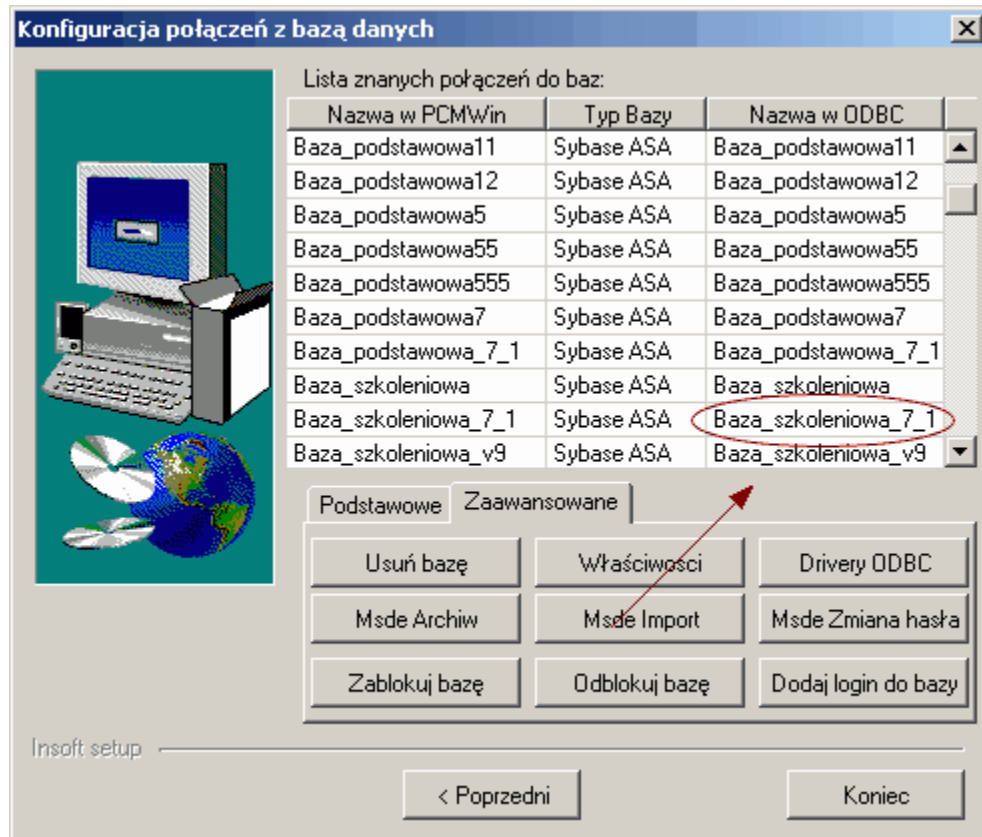 Konfiguracja połączeń z bazą danych
Lista znanych połączeń do baz:
Nazwa w PCMWin Typ Bazy Nazwa w ODBC
Baza_podstawowa11 Sybase ASA Baza_podstawowa11
Baza_podstawowa12 Sybase ASA Baza_podstawowa12
Baza_podstawowa5 Sybase ASA Baza_podstawowa5
Baza_podstawowa55 Sybase ASA Baza_podstawowa55
Baza_podstawowa555 Sybase ASA Baza_podstawowa555
Baza_podstawowa7 Sybase ASA Baza_podstawowa7
Baza_podstawowa_7_1 Sybase ASA Baza_podstawowa_7_1
Baza_szkoleniowa Sybase ASA Baza_szkoleniowa
Baza_szkoleniowa_7_1 Sybase ASA Baza_szkoleniowa_7_1
Baza_szkoleniowa_v9 Sybase ASA Baza_szkoleniowa_v9
Podstawowe Zaawansowane
Usuń bazę Właściwości Drivery ODBC
Msde Archiw Msde Import Msde Zmiana hasła
Zablokuj bazę Odblokuj bazę Dodaj login do bazy
Insoft setup
< Poprzedni Koniec